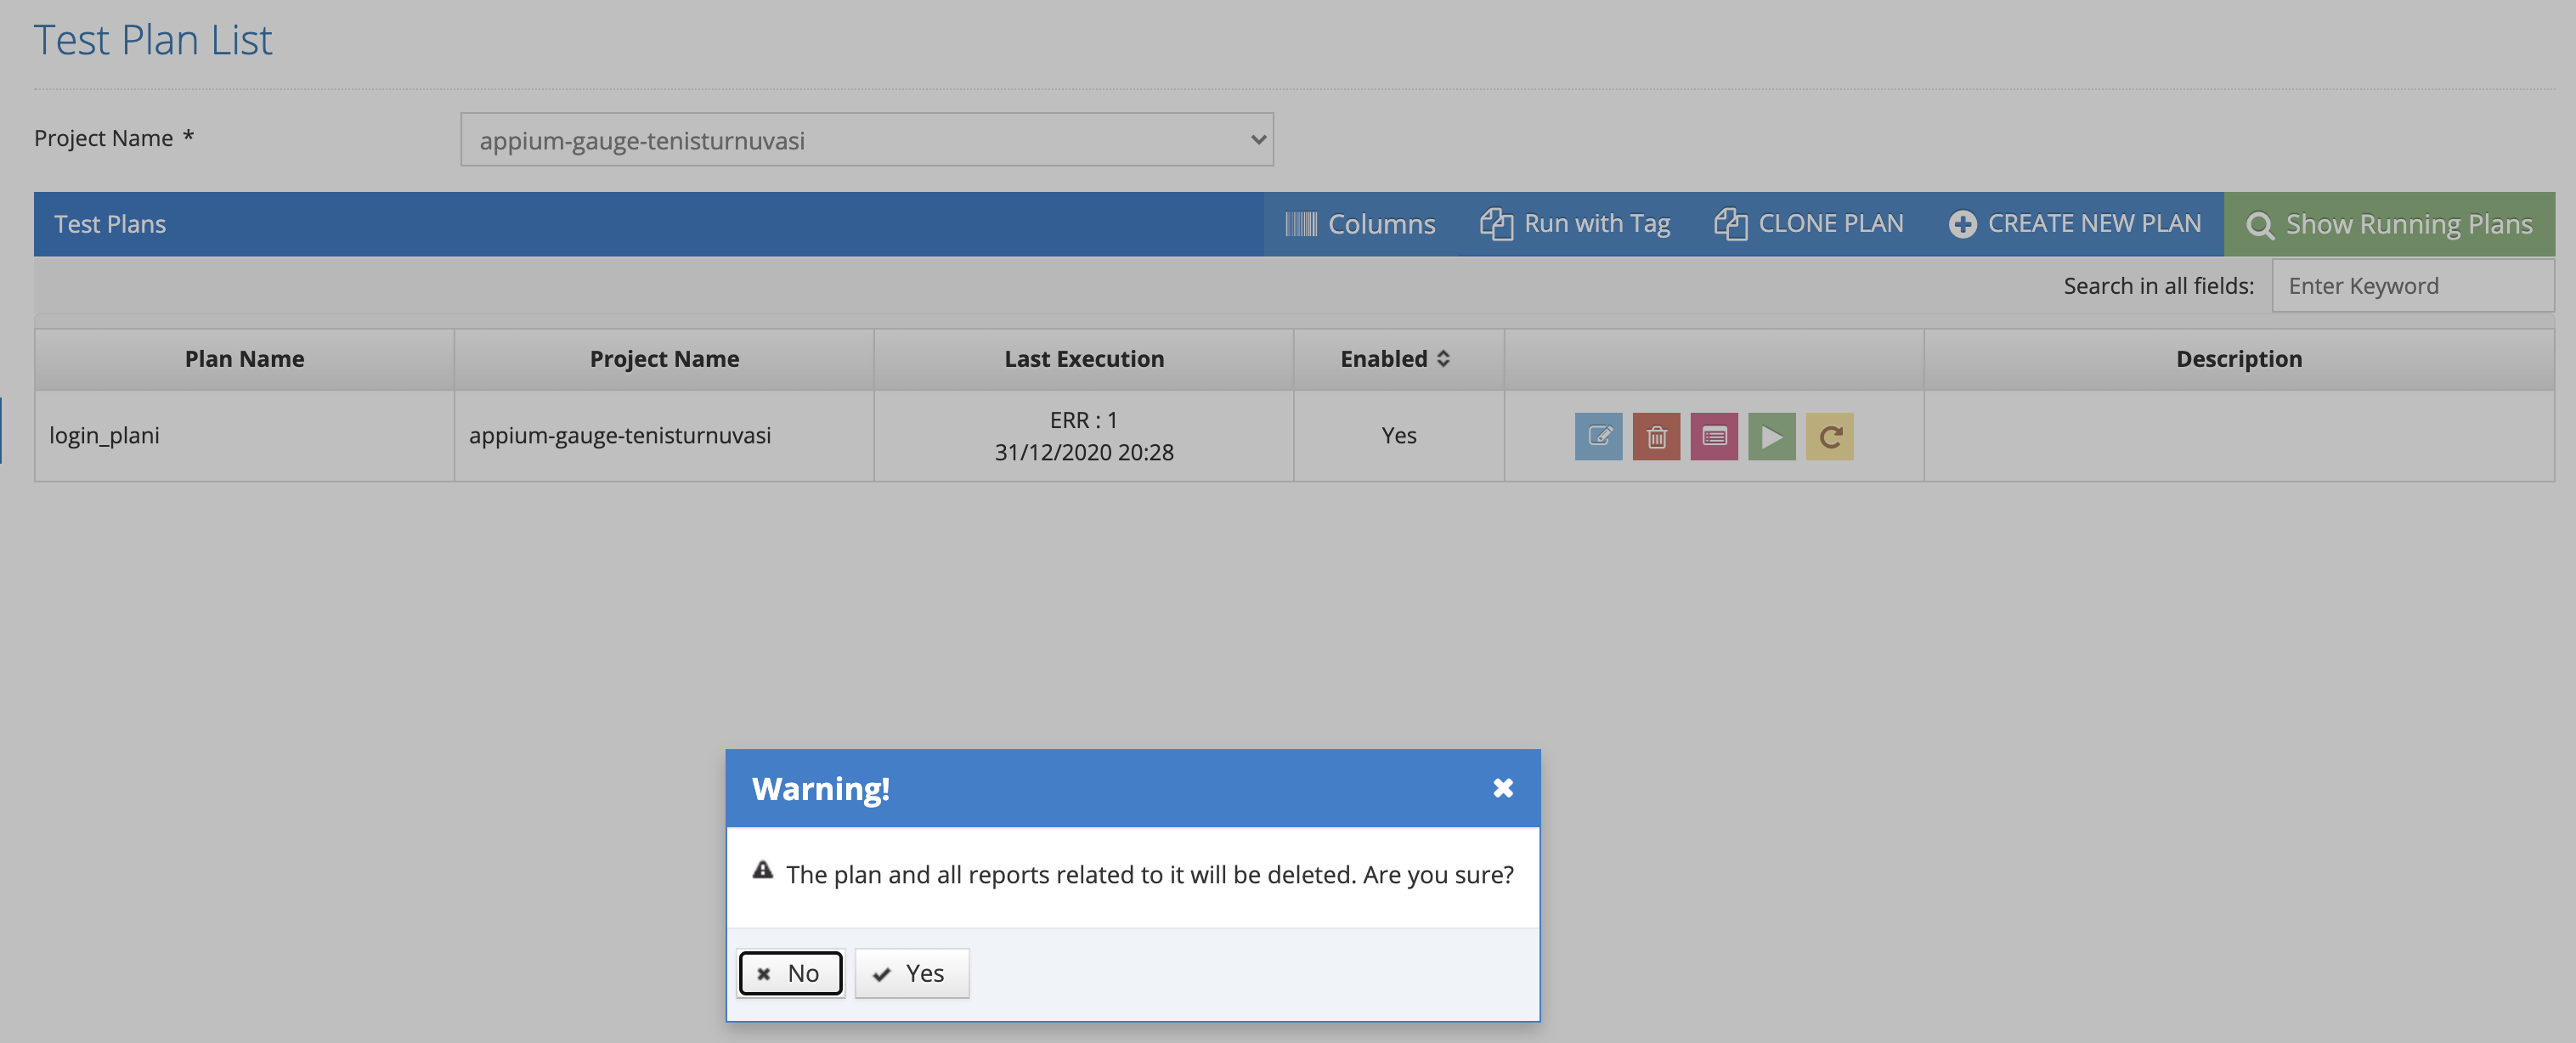 Test Plan List
Project Name *
appium-gauge-tenisturnuvasi
Test Plans
Columns
Run with Tag
CLONE PLAN
CREATE NEW PLAN
Show Running Plans
Search in all fields:
Enter Keyword
Plan Name
Project Name
Last Execution
Enabled
Description
login_plani
appium-gauge-tenisturnuvasi
ERR : 1
31/12/2020 20:28
Yes
Warning!
The plan and all reports related to it will be deleted. Are you sure?
No
Yes